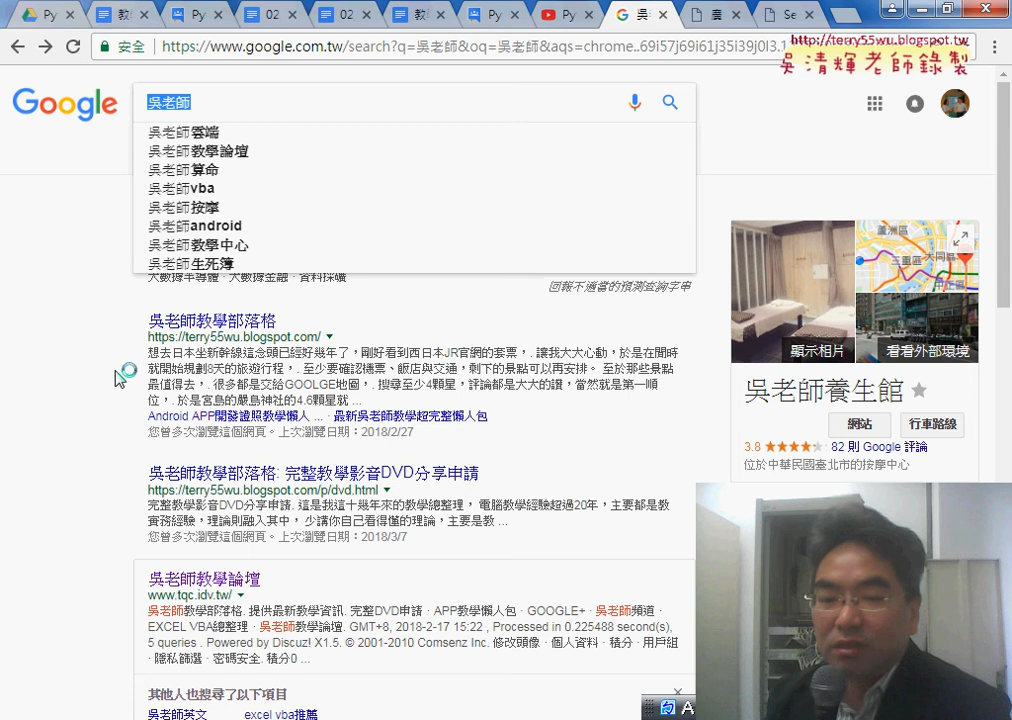 Py
教
Py
02
02
教
Py
Py
吳
Se
安全
https://www.google.com.tw/search?q=吳老師&oq=吳老師&aqs=chrome..69i57j69i61j35i39j0l3.1
http://terry55wu.blogspot.tw
吳清輝老師錄製
Google
吳老師
吳老師雲端
吳老師教學論壇
吳老師算命
吳老師vba
吳老師按摩
吳老師android
吳老師教學中心
吳老師生死簿
大數據半導體 · 大數據金融 · 資料採礦
回報不適當的預測查詢字串
吳老師教學部落格
https://terry55wu.blogspot.com/
想去日本坐新幹線這念頭已經好幾年了，剛好看到西日本JR官網的套票，. 讓我大大心動，於是在開時
就開始規劃8天的旅遊行程，. 至少要確認機票、飯店與交通，剩下的景點可以再安排。 至於那些景點
最值得去，. 很多都是交給GOOLGE地圖，. 搜尋至少4顆星，評論都是大大的讚，當然就是第一順
位，. 於是宮島的嚴島神社的4.6顆星就 ...
Android APP開發證照教學懶人 ... · 最新吳老師教學超完整懶人包
您曾多次瀏覽這個網頁。上次瀏覽日期：2018/2/27
吳老師教學部落格: 完整教學影音DVD分享申請
https://terry55wu.blogspot.com/p/dvd.html
完整教學影音DVD分享申請. 這是我這十幾年來的教學總整理， 電腦教學經驗超過20年，主要都是教
實務經驗，理論則融入其中， 少講你自己看得懂的理論，主要是教 ...
您曾多次瀏覽這個網頁。上次瀏覽日期：2018/3/7
吳老師教學論壇
www.tqc.idv.tw/
吳老師教學部落格. 提供最新教學資訊. 完整DVD申請 · APP教學懶人包 · GOOGLE+ · 吳老師頻道 ·
EXCEL VBA總整理 · 吳老師教學論壇. GMT+8, 2018-2-17 15:22 , Processed in 0.225488 second(s),
5 queries . Powered by Discuz! X1.5. © 2001-2010 Comsenz Inc. 修改頭像 · 個人資料 · 積分 · 用戶組
· 隱私篩選 · 密碼安全. 積分0 ...
其他人也搜尋了以下項目
吳老師英文 excel vba推薦
蘆洲區
三重區
大同區
中正區
顯示相片
看看外部環境
吳老師養生館
網站
行車路線
3.8
82 則 Google 評論
位於中華民國臺北市的按摩中心
A